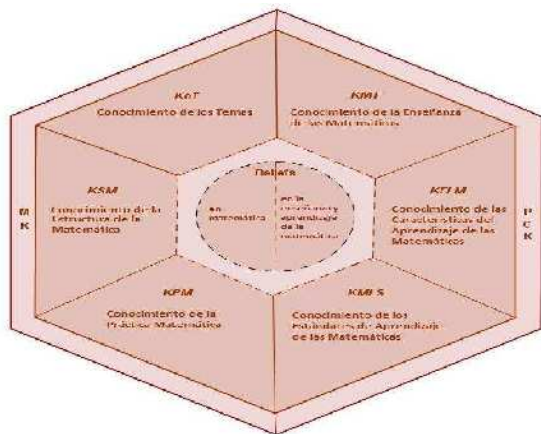 KoT
Conocimiento de los Temas
KMT
Conocimiento de la Enseñanza
de las Matemáticas
KSM
Conocimiento de la
Estructura de la
Matemática
MK
Beliefs
en
matemática
en la
enseñanza y
aprendizaje
de la
matemática
KFLM
Conocimiento de las
Características del
Aprendizaje de las
Matemáticas
PCK
KPM
Conocimiento de la
Práctica Matemática
KMLS
Conocimiento de los
Estándares de Aprendizaje
de las Matemáticas